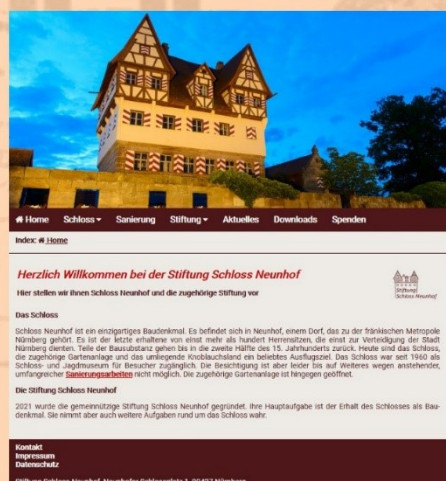 Home Schloss Sanierung Stiftung Aktuelles Downloads Spenden
Index: Home
Herzlich Willkommen bei der Stiftung Schloss Neunhof
Stiftung
Schloss Neunhof
Hier stellen wir Ihnen Schloss Neunhof und die zugehörige Stiftung vor
Das Schloss
Schloss Neunhof ist ein einzigartiges Baudenkmal. Es befindet sich in Neunhof, einem Dorf, das zu der fränkischen Metropole
Nürnberg gehört. Es ist der letzte erhaltene von einst mehr als hundert Herrensitzen, die einst zur Verteidigung der Stadt
Nürnberg dienten. Teile der Bausubstanz gehen bis in die zweite Hälfte des 15. Jahrhunderts zurück. Heute sind das Schloss,
die zugehörige Gartenanlage und das umliegende Knoblauchsland ein beliebtes Ausflugsziel. Das Schloss war seit 1960 als
Schloss- und Jagdmuseum für Besucher zugänglich. Die Besichtigung ist aber leider bis auf Weiteres wegen anstehender,
umfangreicher Sanierungsarbeiten nicht möglich. Die zugehörige Gartenanlage ist hingegen geöffnet.
Die Stiftung Schloss Neunhof
2021 wurde die gemeinnützige Stiftung Schloss Neunhof gegründet. Ihre Hauptaufgabe ist der Erhalt des Schlosses als Bau-
denkmal. Sie nimmt aber auch weitere Aufgaben rund um das Schloss wahr.
Kontakt
Impressum
Datenschutz